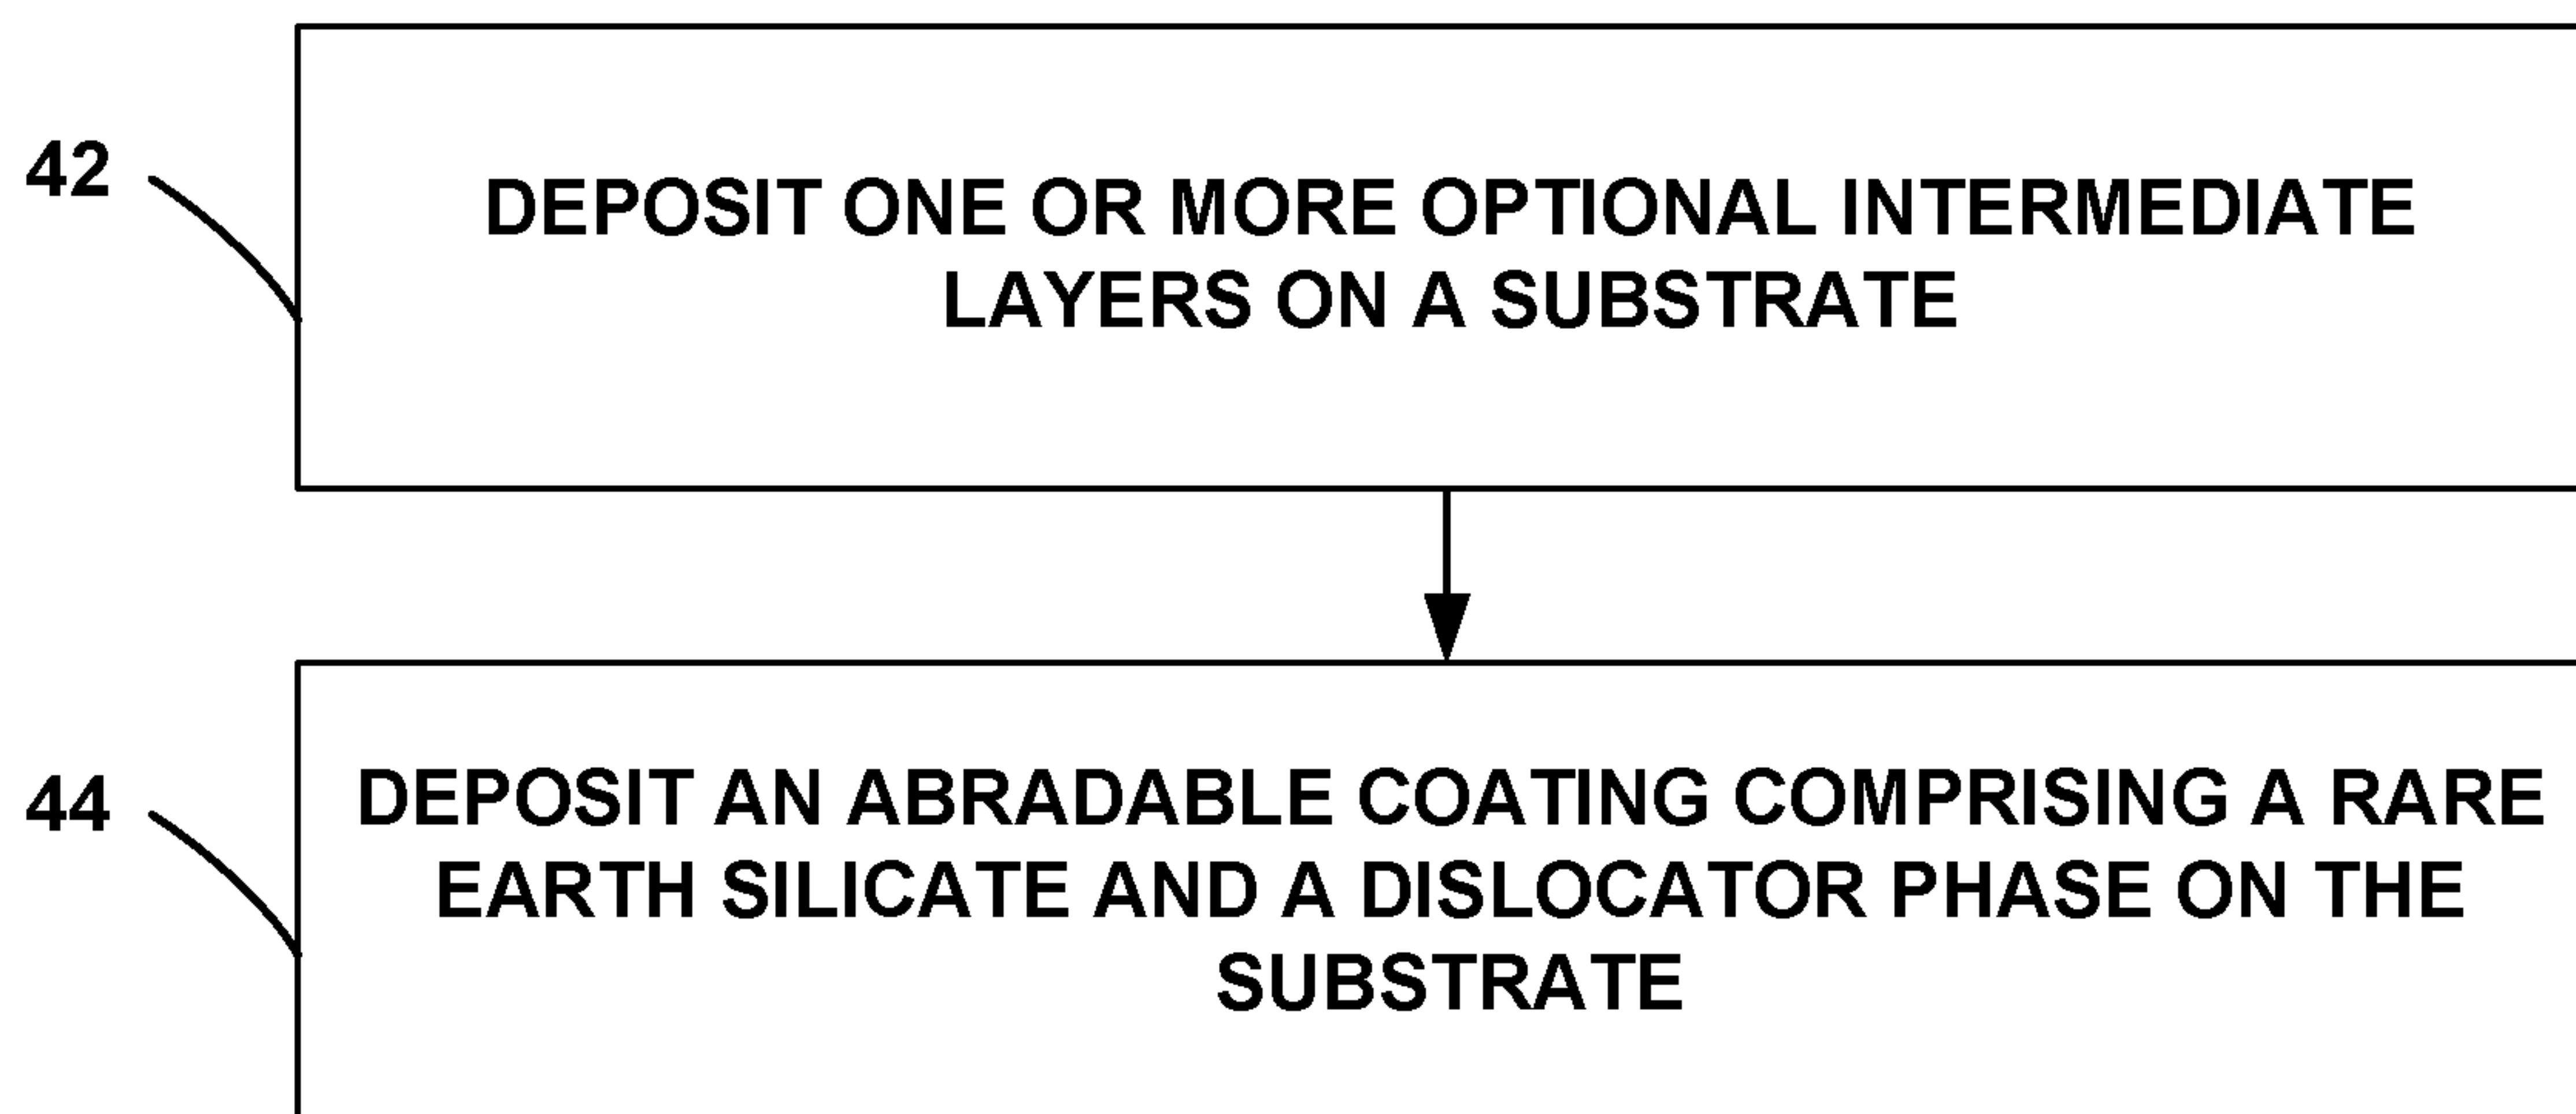 42
DEPOSIT ONE OR MORE OPTIONAL INTERMEDIATE
LAYERS ON A SUBSTRATE
44
DEPOSIT AN ABRADABLE COATING COMPRISING A RARE
EARTH SILICATE AND A DISLOCATOR PHASE ON THE
SUBSTRATE